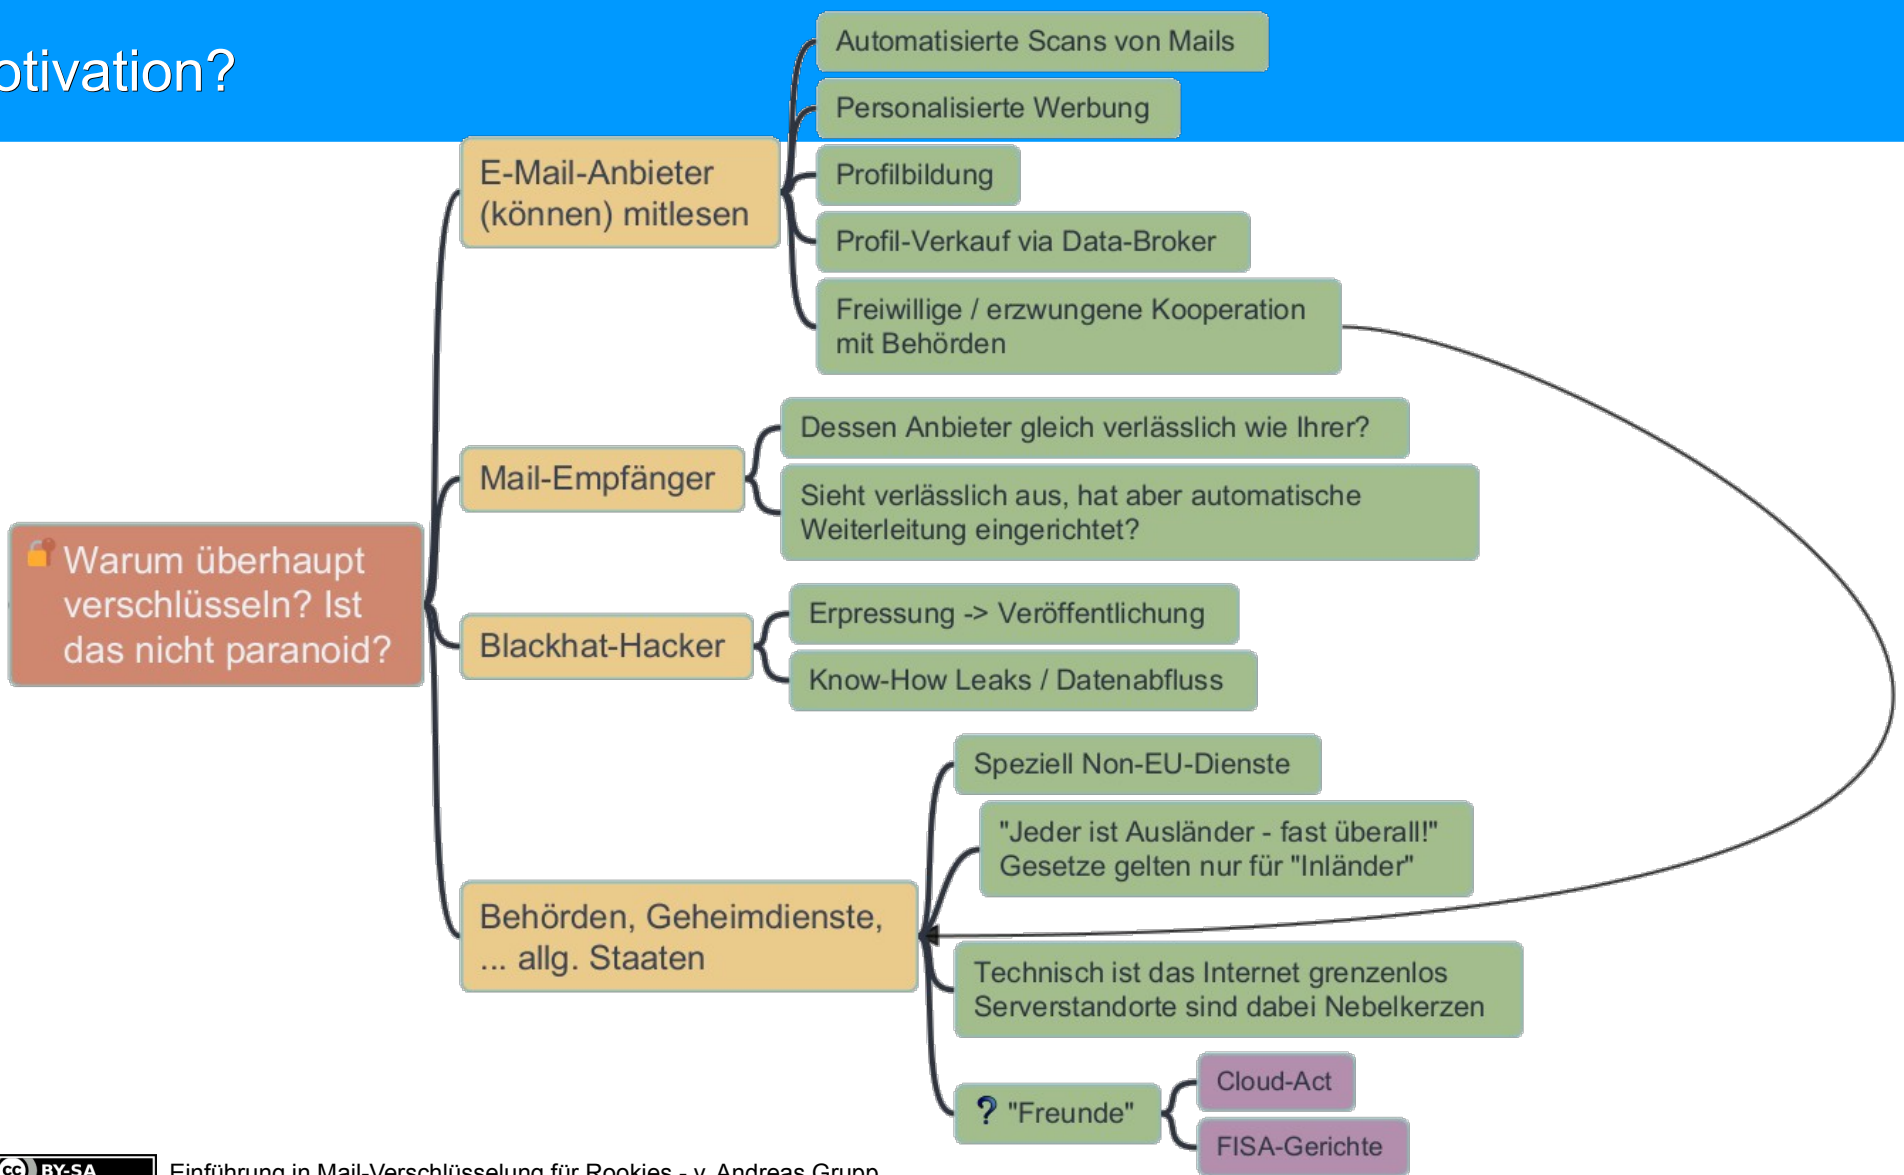 otivation?
Automatisierte Scans von Mails
Personalisierte Werbung
E-Mail-Anbieter
(können) mitlesen
Profilbildung
Profil-Verkauf via Data-Broker
Freiwillige / erzwungene Kooperation
mit Behörden
Mail-Empfänger
Dessen Anbieter gleich verlässlich wie Ihrer?
Sieht verlässlich aus, hat aber automatische
Weiterleitung eingerichtet?
Warum überhaupt
verschlüsseln? Ist
das nicht paranoid?
Blackhat-Hacker
Erpressung -> Veröffentlichung
Know-How Leaks / Datenabfluss
Behörden, Geheimdienste,
... allg. Staaten
Speziell Non-EU-Dienste
"Jeder ist Ausländer - fast überall!"
Gesetze gelten nur für "Inländer"
Technisch ist das Internet grenzenlos
Serverstandorte sind dabei Nebelkerzen
? "Freunde"
Cloud-Act
FISA-Gerichte
cc BY-SA
Einführung in Mail-Verschlüsselung für Rookies - v. Andreas Grupp